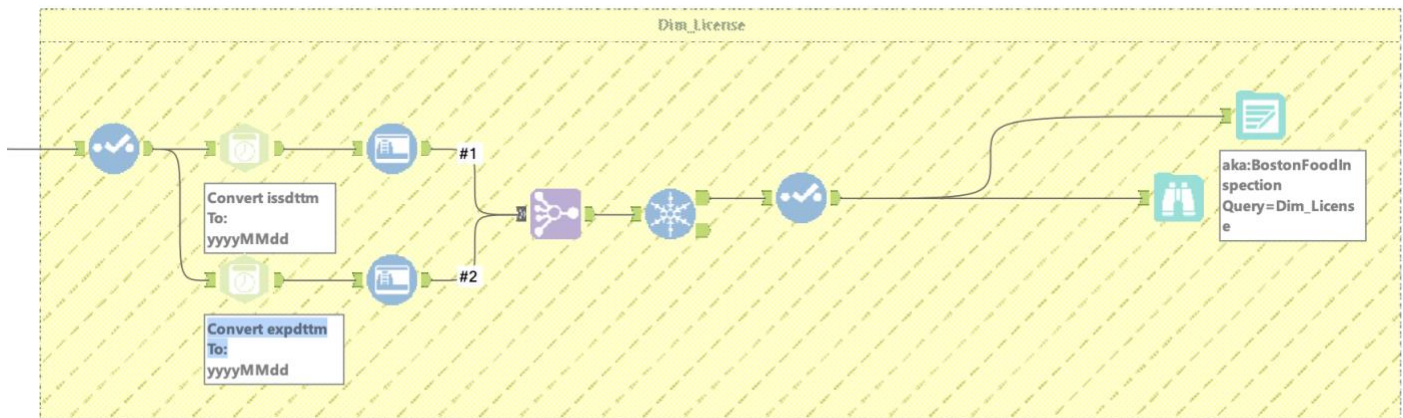 Dim_License
#1
Convert issdttm
To:
yyyyMMdd
#2
Convert expdttm
To:
yyyyMMdd
aka:BostonFoodIn
spection
Query=Dim_Licens
e